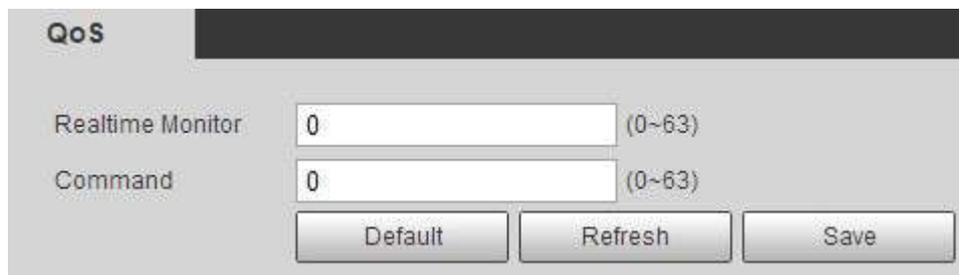 QoS
Realtime Monitor 0 (0~63)
Command 0 (0~63)
Default Refresh Save